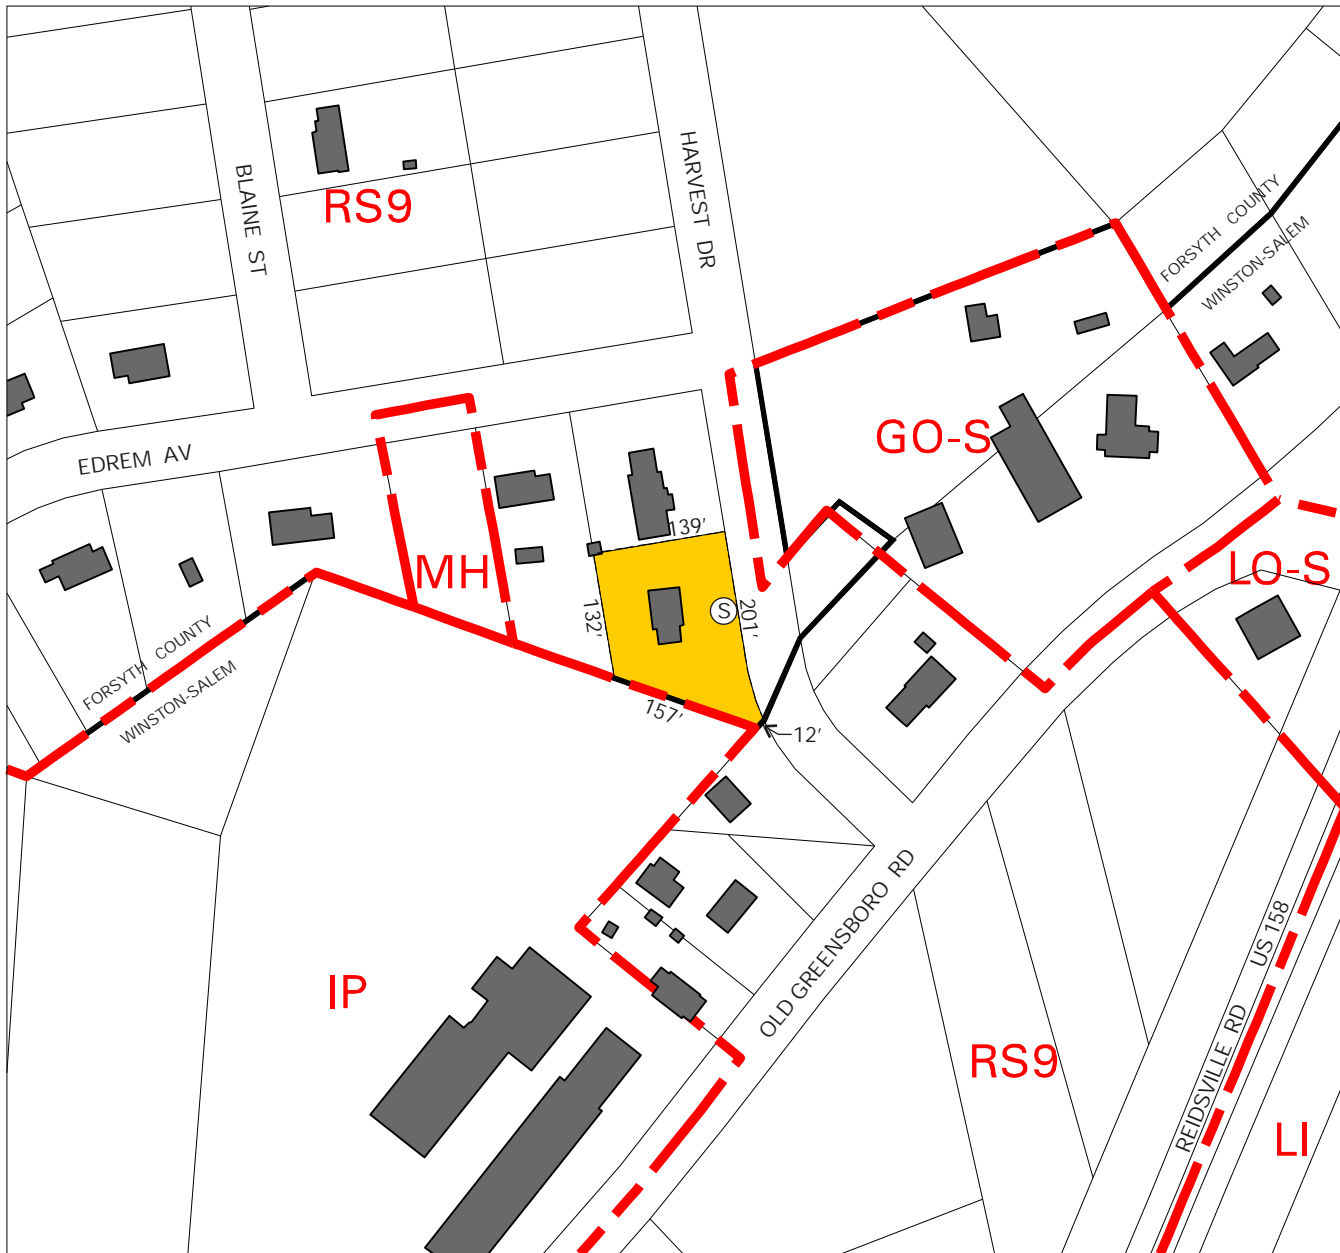 BLAINE ST
RS9
HARVEST DR
FORSYTH COUNTY
WINSTON-SALEM
GO-S
EDREM AV
MH
139'
132'
S
201'
LO-S
FORSYTH COUNTY
WINSTON-SALEM
157'
12'
OLD GREENSBORO RD
IP
RS9
REIDSVILLE RD US 158
LI